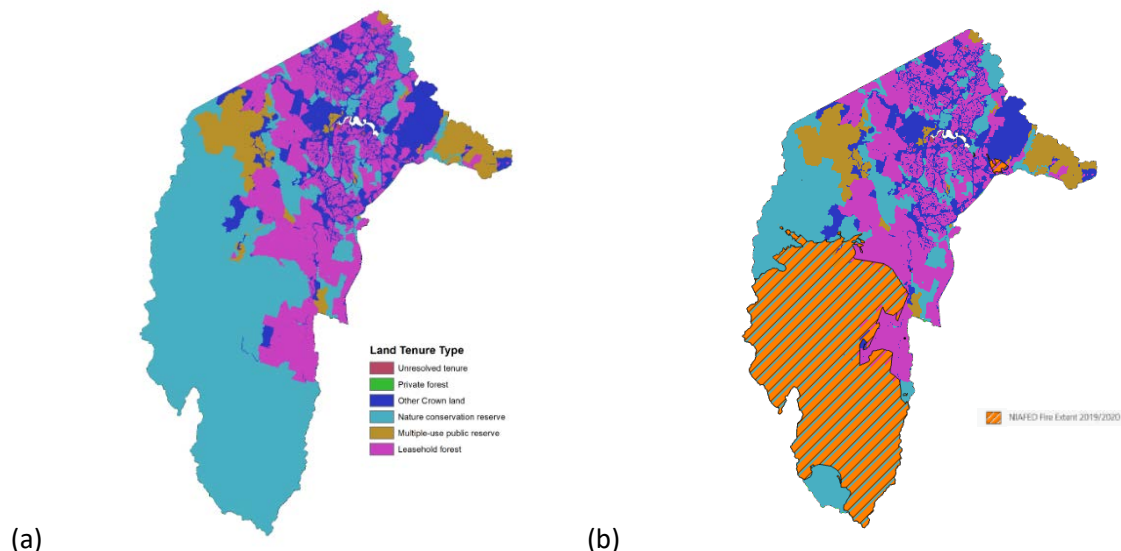 Land Tenure Type
Unresolved tenure
Private forest
Other Crown land
Nature conservation reserve
Multiple-use public reserve
Leasehold forest
NIAFED Fire Extent 2019/2020
(a)
(b)